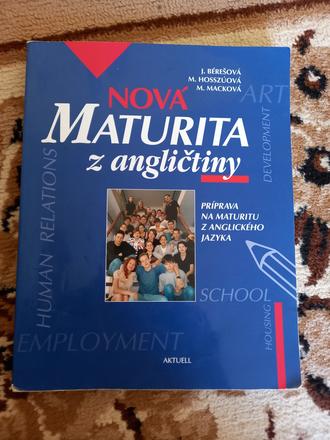 J. BÉREŠOVÁ
M. HOSSZÚOVÁ
M. MACKOVÁ
NOVÁ
MATURITA
z angličtiny
ART
DEVELOPMENT
HUMAN RELATIONS
PRÍPRAVA
NA MATURITU
Z ANGLICKÉHO
JAZYKA
SCHOOL
HOUSING
EMPLOYMENT
AKTUELL